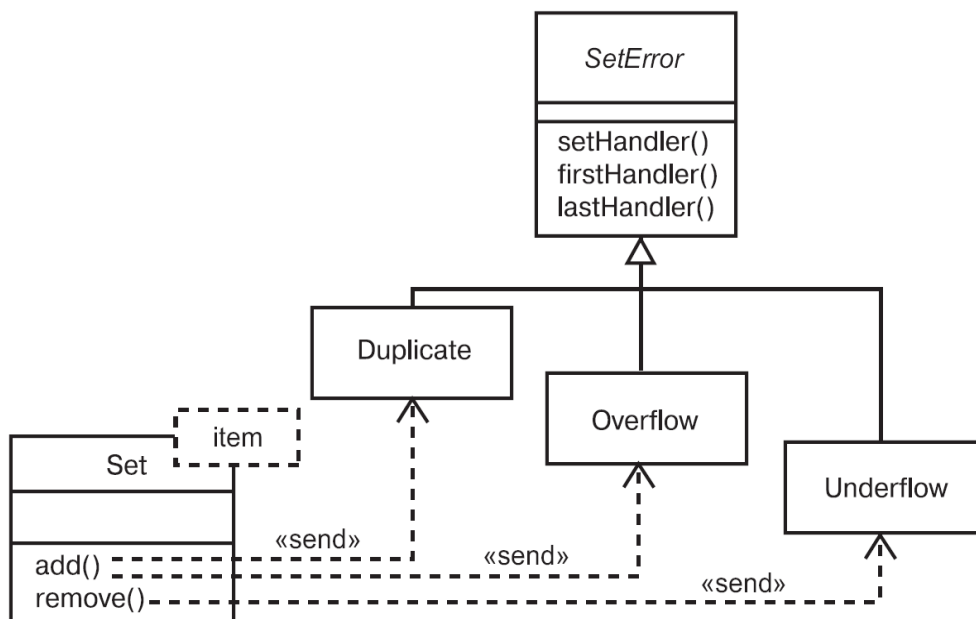 SetError
setHandler()
firstHandler()
lastHandler()
Duplicate
Overflow
item
Set
Underflow
«send»
add()
«send»
remove()
«send»